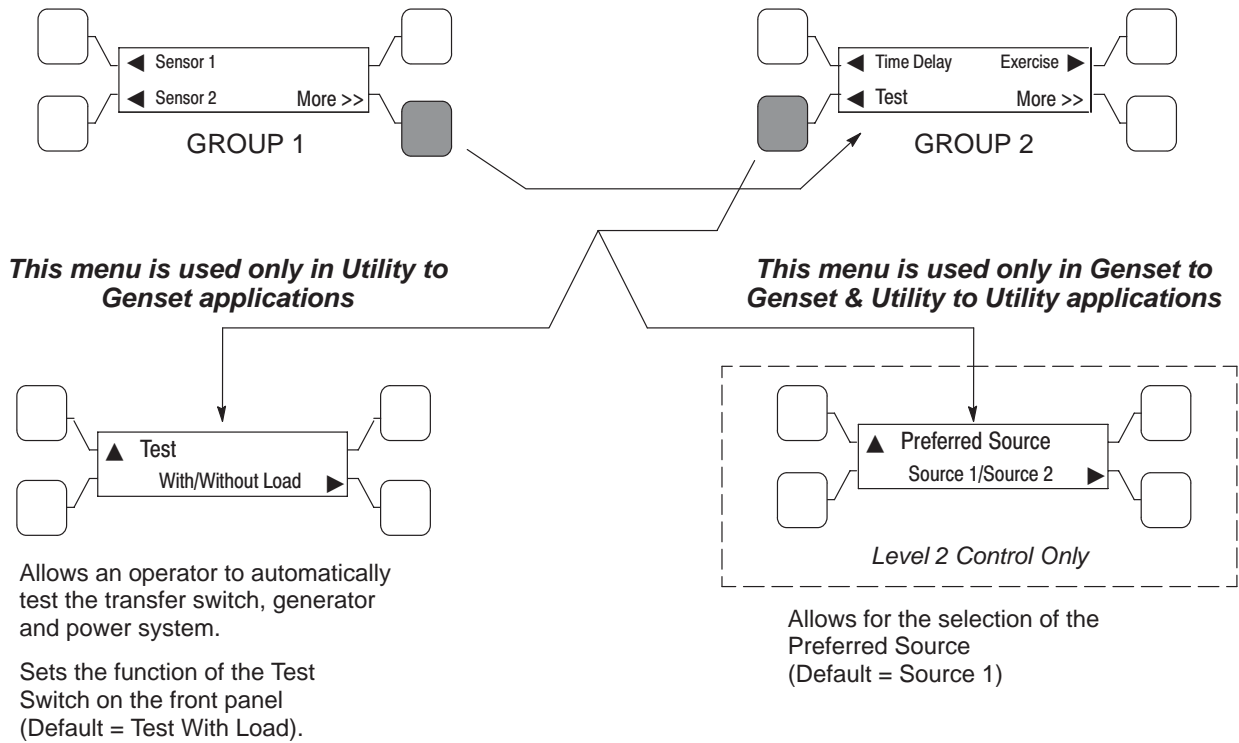 ◀ Sensor 1
◀ Sensor 2 More >>
GROUP 1
◀ Time Delay Exercise ▶
◀ Test More >>
GROUP 2
This menu is used only in Utility to
Genset applications
▲ Test
With/Without Load ▶
Allows an operator to automatically
test the transfer switch, generator
and power system.
Sets the function of the Test
Switch on the front panel
(Default = Test With Load).
This menu is used only in Genset to
Genset & Utility to Utility applications
▲ Preferred Source
Source 1/Source 2 ▶
Level 2 Control Only
Allows for the selection of the
Preferred Source
(Default = Source 1)